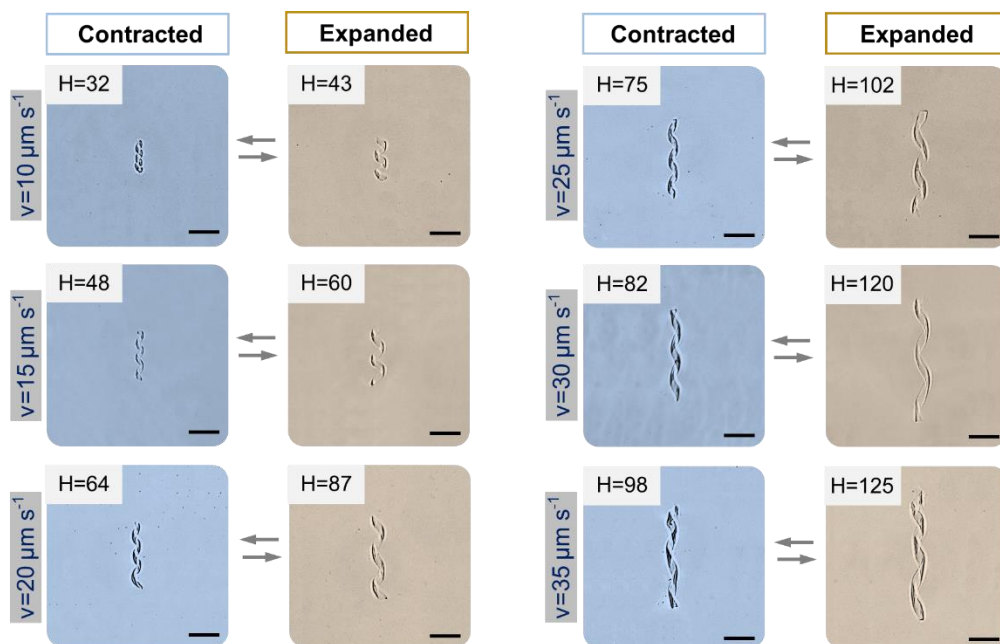 Contracted
Expanded
Contracted
Expanded
v=10 µm s⁻¹
H=32
H=43
v=25 µm s⁻¹
H=75
H=102
v=15 µm s⁻¹
H=48
H=60
v=30 µm s⁻¹
H=82
H=120
v=20 µm s⁻¹
H=64
H=87
v=35 µm s⁻¹
H=98
H=125